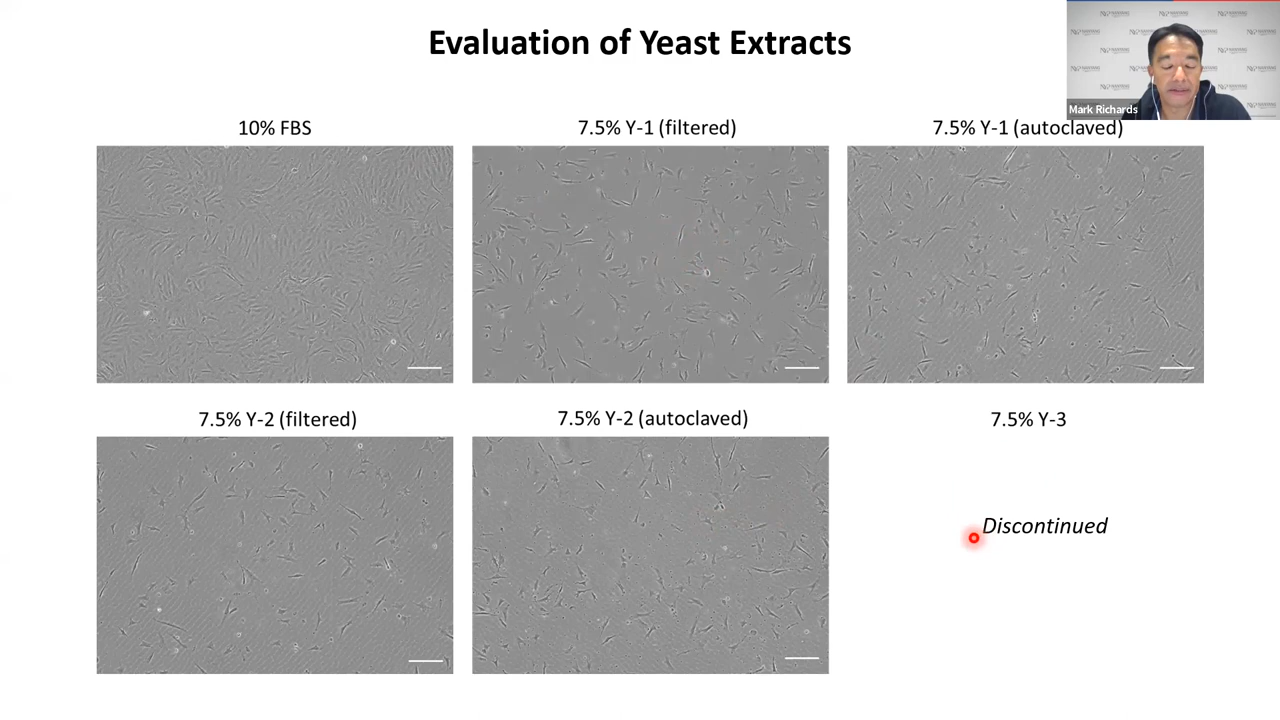 Evaluation of Yeast Extracts
Mark Richards
10% FBS
7.5% Y-1 (filtered)
7.5% Y-1 (autoclaved)
7.5% Y-2 (filtered)
7.5% Y-2 (autoclaved)
7.5% Y-3
Discontinued